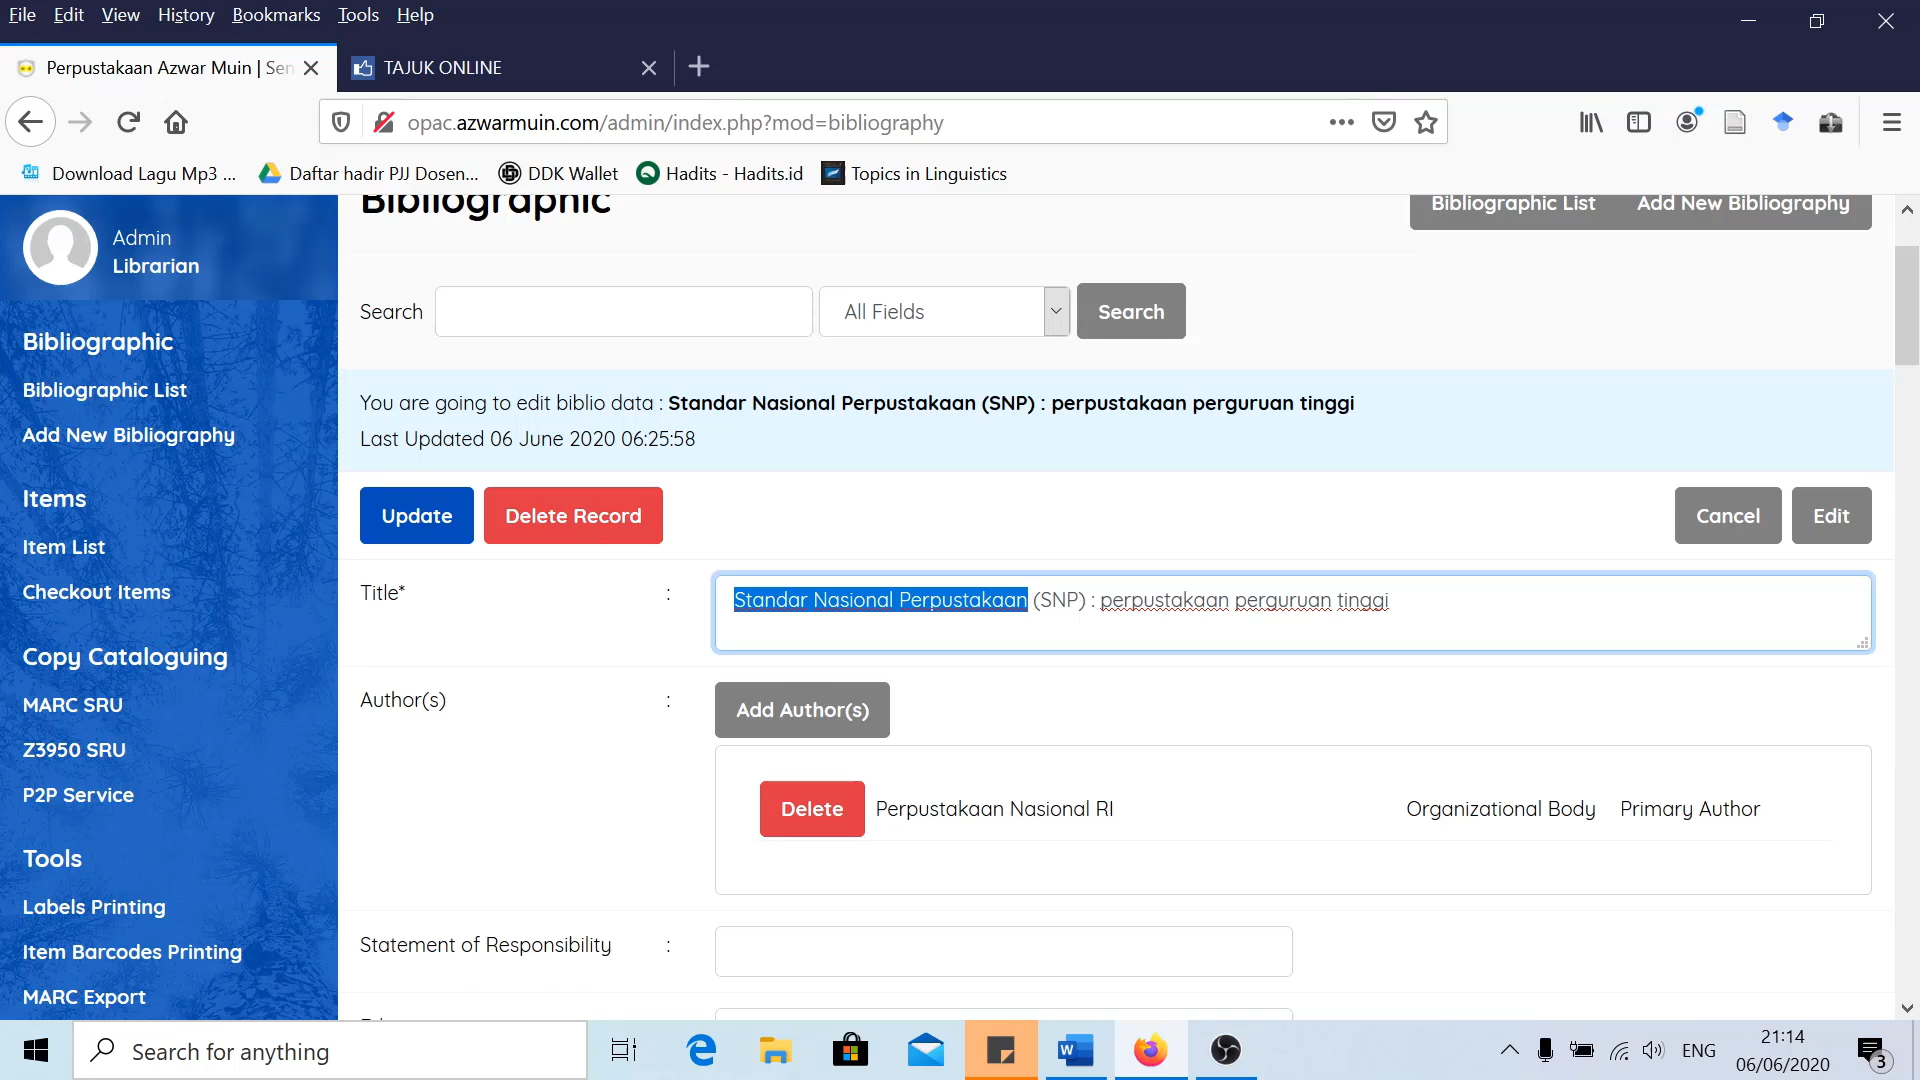 File Edit View History Bookmarks Tools Help
Perpustakaan Azwar Muin | Sen
TAJUK ONLINE
opac.azwarmuin.com/admin/index.php?mod=bibliography
Download Lagu Mp3 ...
Daftar hadir PJJ Dosen...
DDK Wallet
Hadits - Hadits.id
Topics in Linguistics
Admin
Librarian
Bibliographic
Bibliographic List
Add New Bibliography
Items
Item List
Checkout Items
Copy Cataloguing
MARC SRU
Z3950 SRU
P2P Service
Tools
Labels Printing
Item Barcodes Printing
MARC Export
Bibliographic
Bibliographic List Add New Bibliography
Search All Fields Search
You are going to edit biblio data : Standar Nasional Perpustakaan (SNP) : perpustakaan perguruan tinggi
Last Updated 06 June 2020 06:25:58
Update Delete Record Cancel Edit
Title* : Standar Nasional Perpustakaan (SNP) : perpustakaan perguruan tinggi
Author(s) : Add Author(s)
Delete Perpustakaan Nasional RI Organizational Body Primary Author
Statement of Responsibility :
Search for anything
ENG
21:14
06/06/2020
3